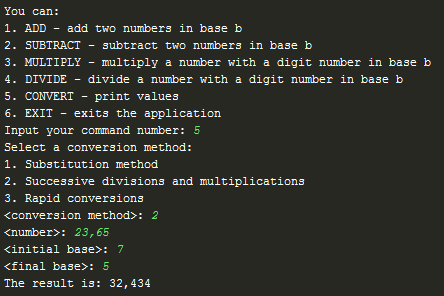 You can:
1. ADD - add two numbers in base b
2. SUBTRACT - subtract two numbers in base b
3. MULTIPLY - multiply a number with a digit number in base b
4. DIVIDE - divide a number with a digit number in base b
5. CONVERT - print values
6. EXIT - exits the application
Input your command number: 5
Select a conversion method:
1. Substitution method
2. Successive divisions and multiplications
3. Rapid conversions
<conversion method>: 2
<number>: 23,65
<initial base>: 7
<final base>: 5
The result is: 32,434